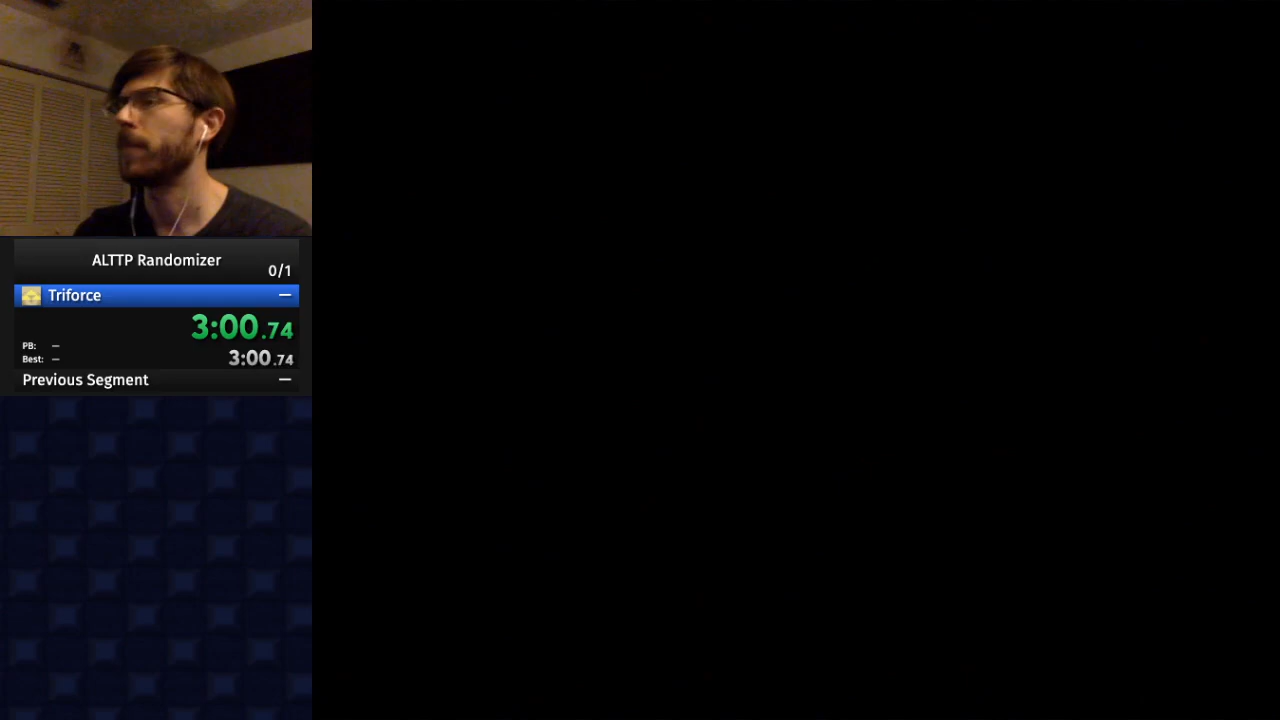 ALTTP Randomizer
0/1
Triforce —
3:00.74
PB: —
Best: — 3:00.74
Previous Segment —